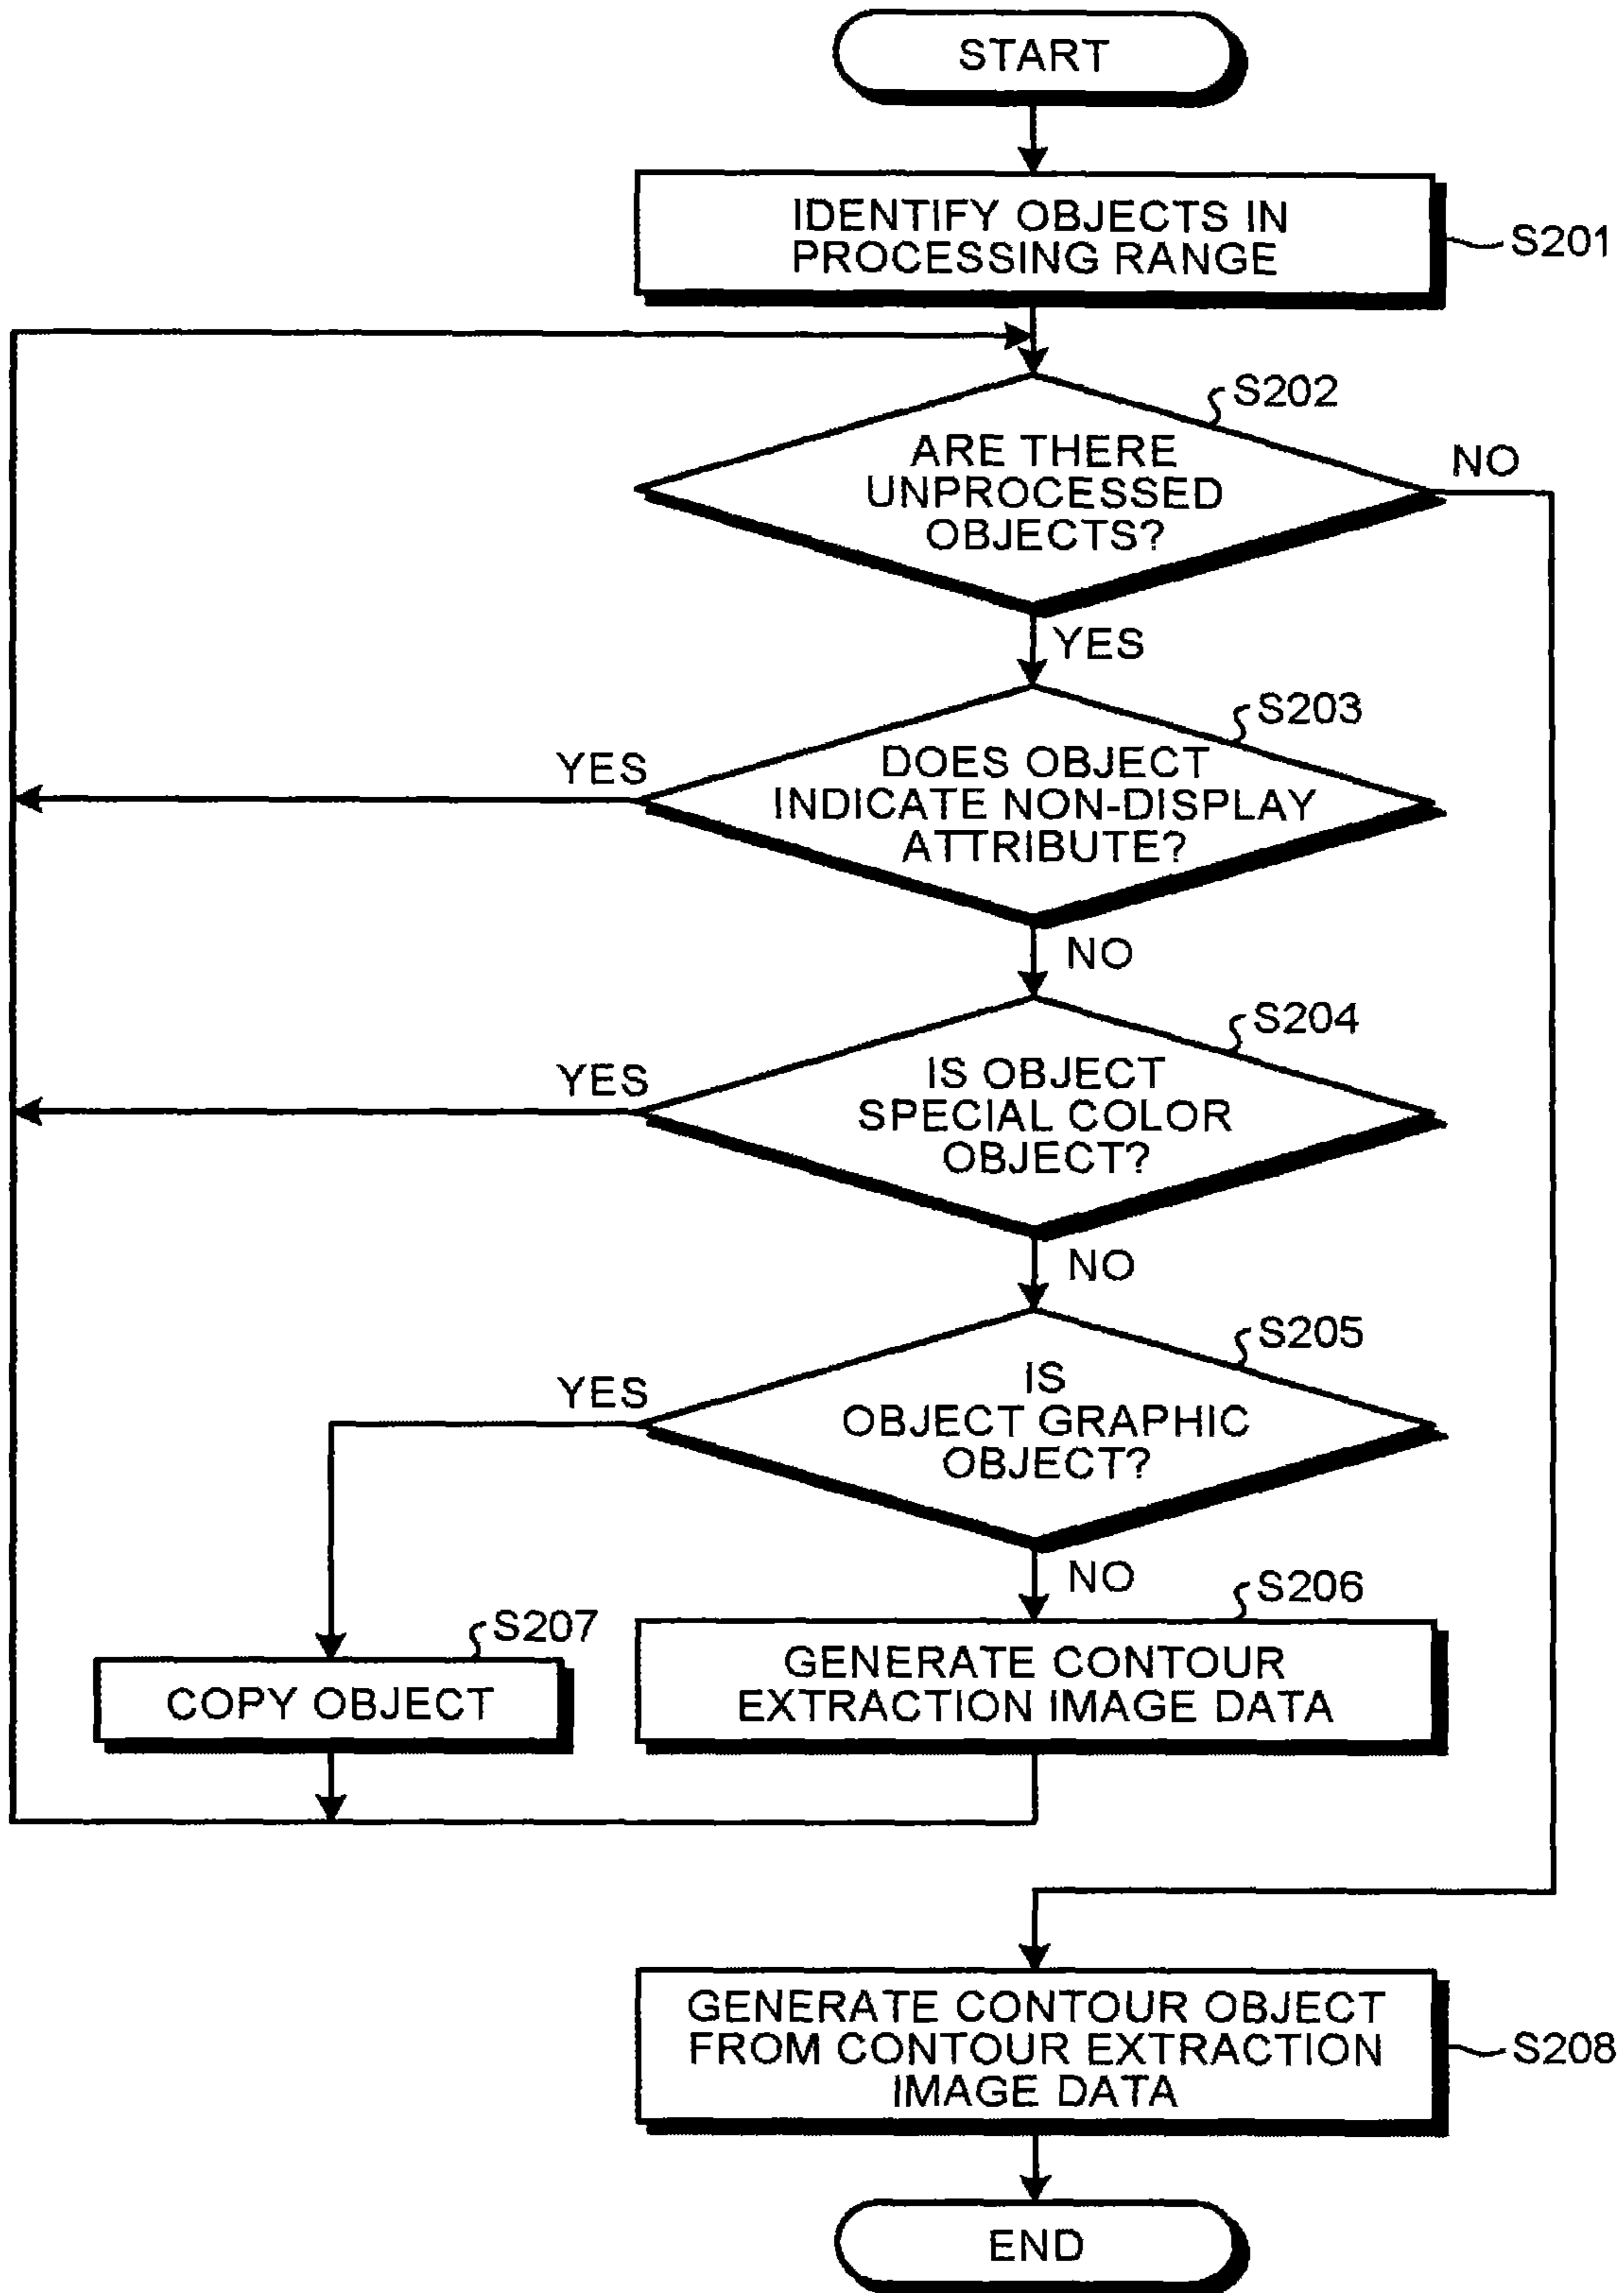 START
IDENTIFY OBJECTS IN
PROCESSING RANGE
S201
S202
ARE THERE
UNPROCESSED
OBJECTS?
NO
YES
S203
DOES OBJECT
INDICATE NON-DISPLAY
ATTRIBUTE?
YES
NO
S204
IS OBJECT
SPECIAL COLOR
OBJECT?
YES
NO
S205
IS
OBJECT GRAPHIC
OBJECT?
YES
NO
S206
GENERATE CONTOUR
EXTRACTION IMAGE DATA
S207
COPY OBJECT
GENERATE CONTOUR OBJECT
FROM CONTOUR EXTRACTION
IMAGE DATA
S208
END